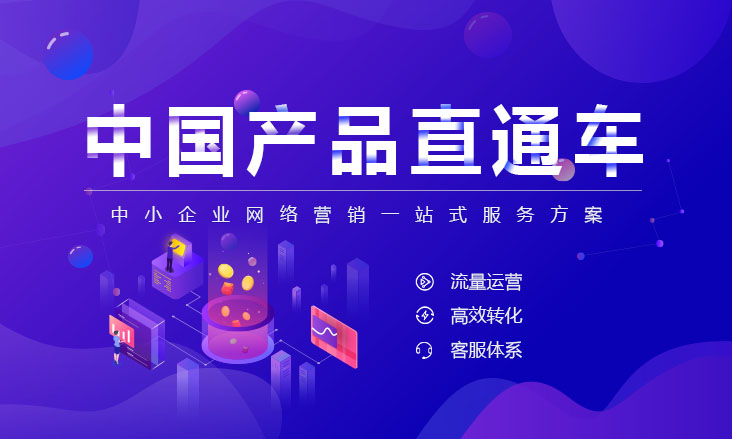 中国产品直通车
中小企业网络营销一站式服务方案
流量运营
高效转化
客服体系